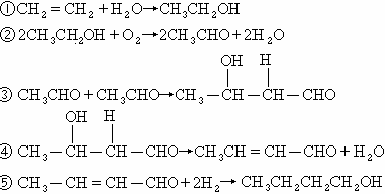 ①CH₂=CH₂+H₂O→CH₃CH₂OH
②2CH₃CH₂OH+O₂→2CH₃CHO+2H₂O
OH H
③ CH₃CHO+CH₃CHO→CH₃-CH-CH-CHO
OH H
④ CH₃-CH-CH-CHO→CH₃CH=CH-CHO+H₂O
⑤ CH₃-CH=CH-CHO+2H₂→CH₃CH₂CH₂CH₂OH